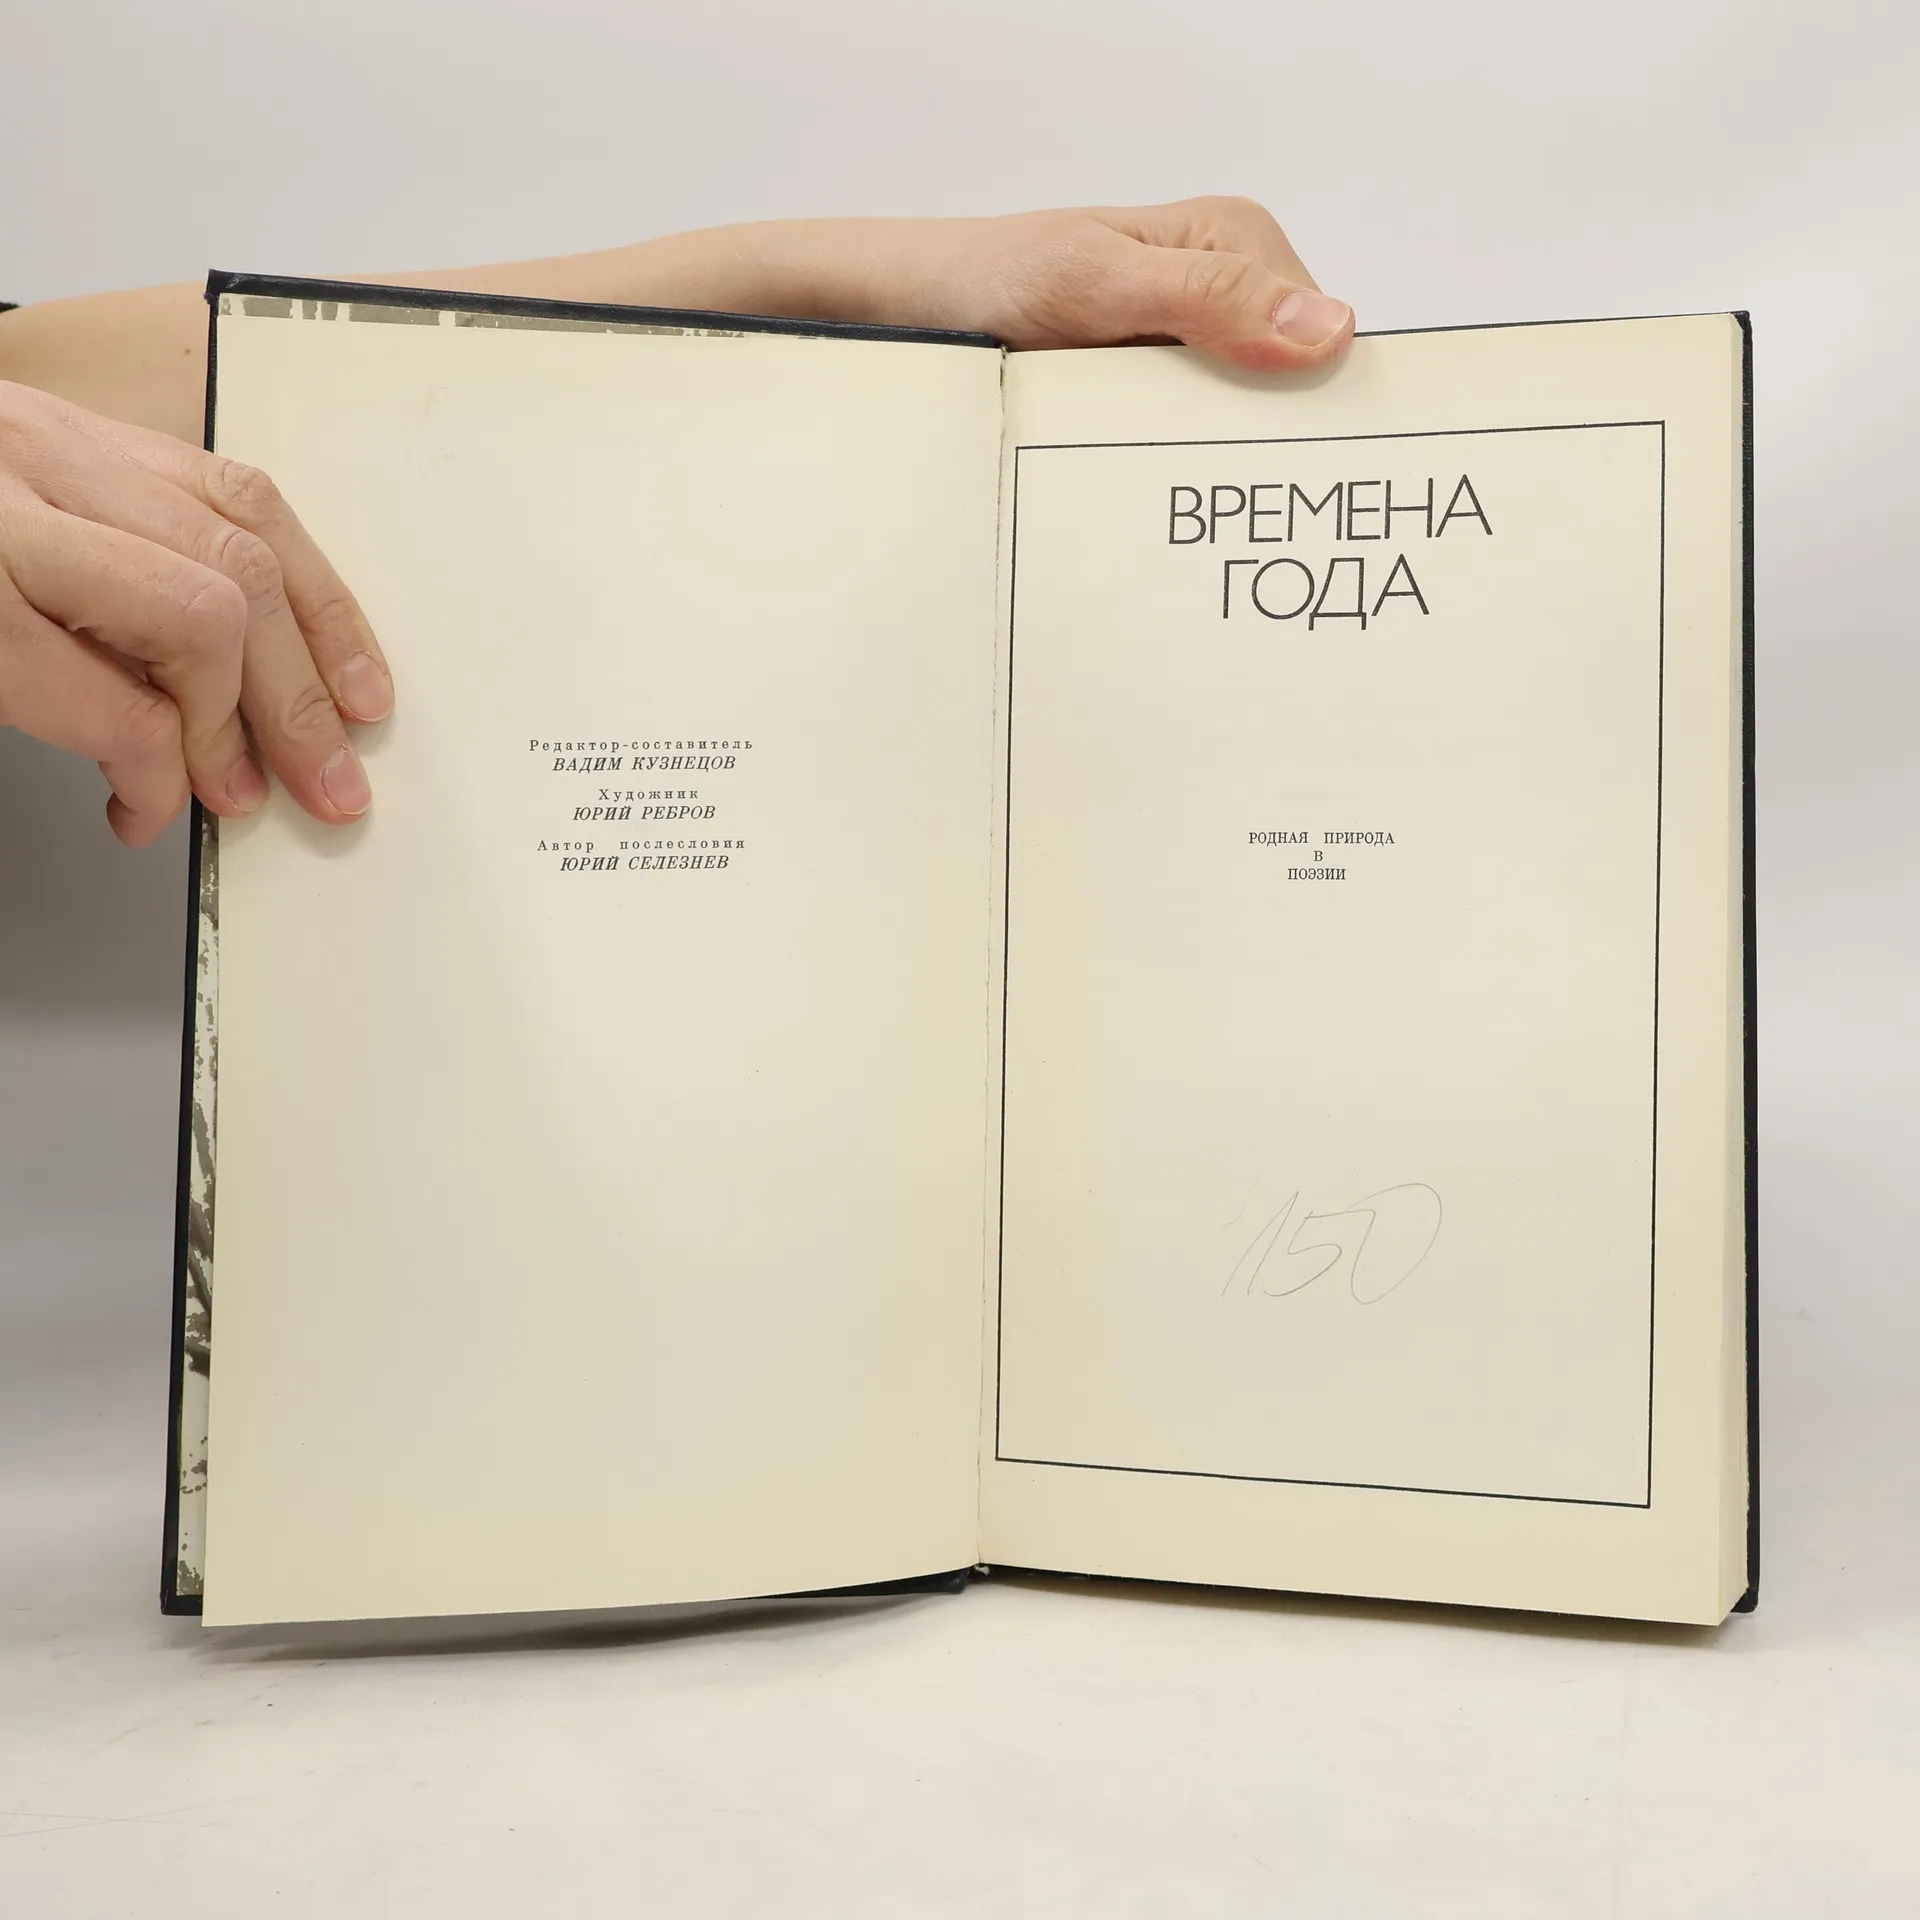 Редактор-составитель
ВАДИМ КУЗНЕЦОВ
Художник
ЮРИЙ РЕБРОВ
Автор послесловия
ЮРИЙ СЕЛЕЗНЕВ
ВРЕМЕНА
ГОДА
РОДНАЯ ПРИРОДА
В
ПОЭЗИИ
150